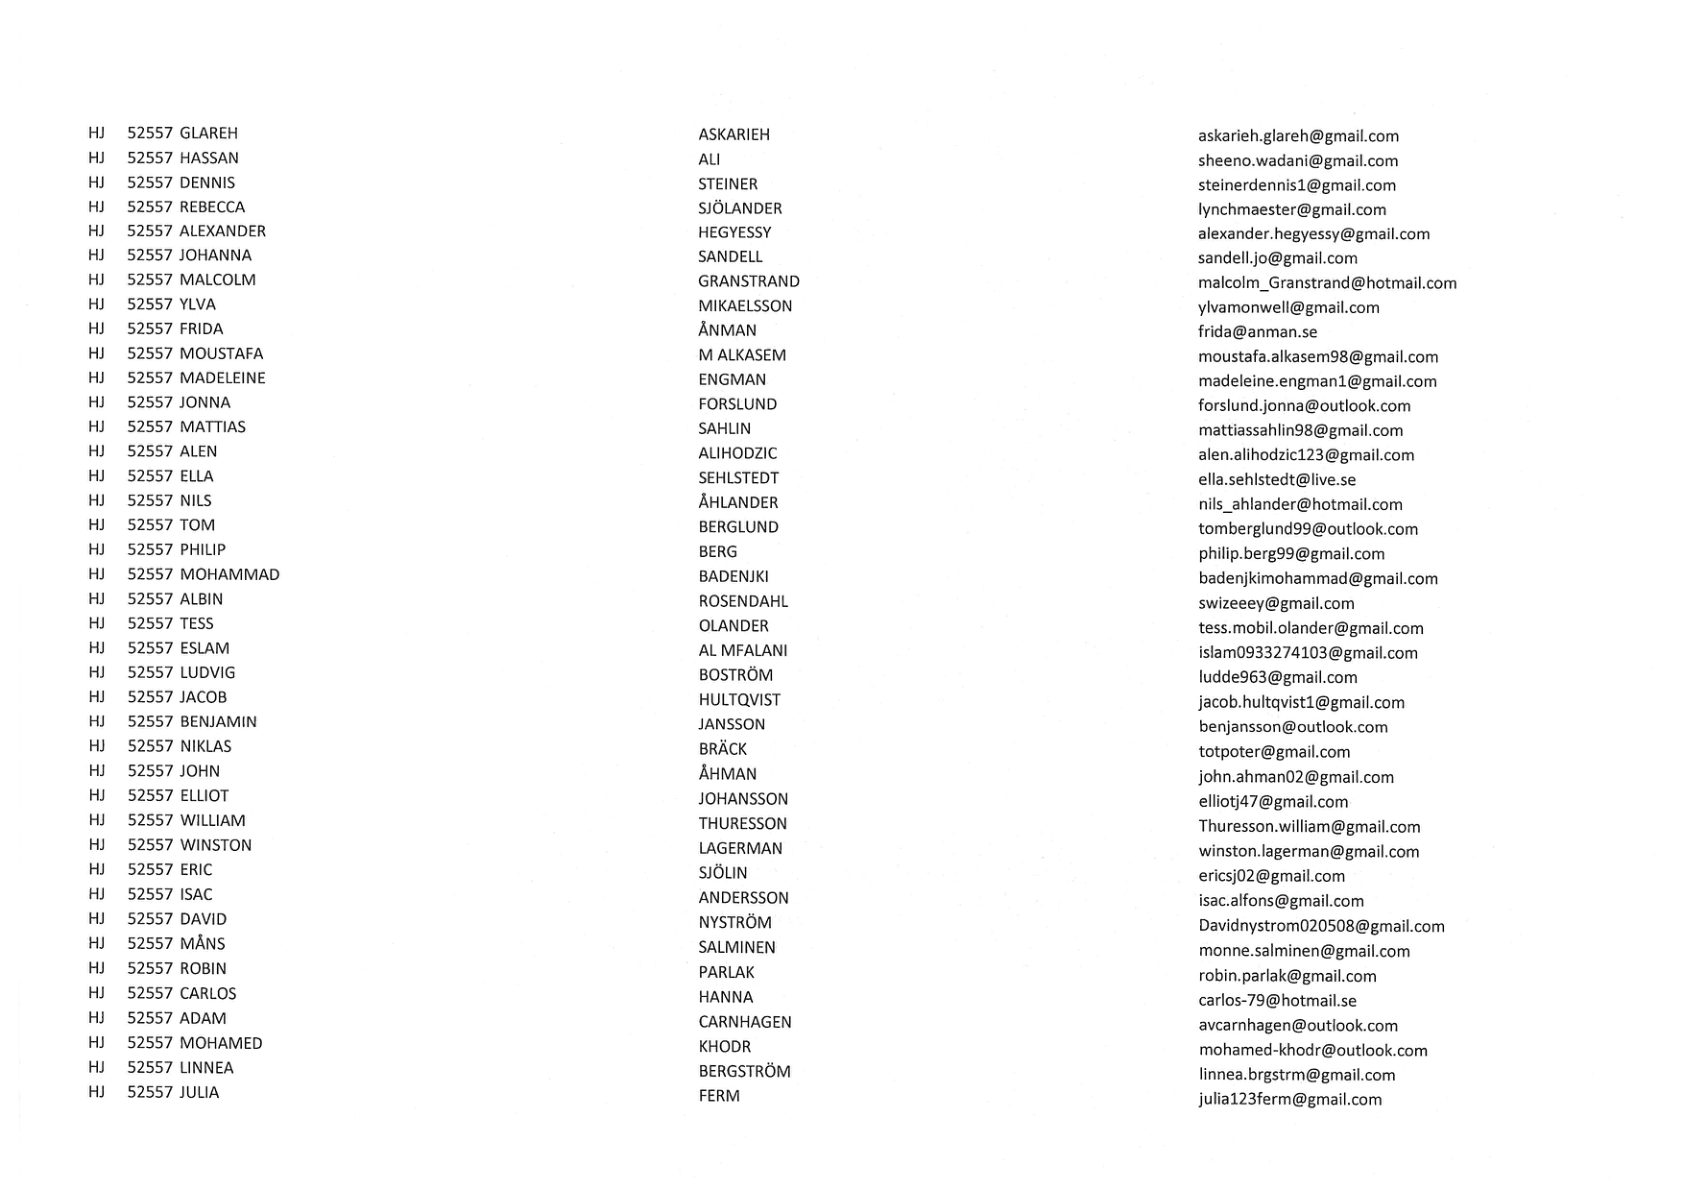 HJ 52557 GLAREH ASKARIEH askarieh.glareh@gmail.com
HJ 52557 HASSAN ALI sheeno.wadani@gmail.com
HJ 52557 DENNIS STEINER steinerdennis1@gmail.com
HJ 52557 REBECCA SJÖLANDER lynchmaester@gmail.com
HJ 52557 ALEXANDER HEGYESSY alexander.hegyessy@gmail.com
HJ 52557 JOHANNA SANDELL sandell.jo@gmail.com
HJ 52557 MALCOLM GRANSTRAND malcolm_Granstrand@hotmail.com
HJ 52557 YLVA MIKAELSSON ylvamonwell@gmail.com
HJ 52557 FRIDA ÅNMAN frida@anman.se
HJ 52557 MOUSTAFA M ALKASEM moustafa.alkasem98@gmail.com
HJ 52557 MADELEINE ENGMAN madeleine.engman1@gmail.com
HJ 52557 JONNA FORSLUND forslund.jonna@outlook.com
HJ 52557 MATTIAS SAHLIN mattiassahlin98@gmail.com
HJ 52557 ALEN ALIHODZIC alen.alihodzic123@gmail.com
HJ 52557 ELLA SEHLSTEDT ella.sehlstedt@live.se
HJ 52557 NILS ÅHLANDER nils_ahlander@hotmail.com
HJ 52557 TOM BERGLUND tomberglund99@outlook.com
HJ 52557 PHILIP BERG philip.berg99@gmail.com
HJ 52557 MOHAMMAD BADENJKI badenjkimohammad@gmail.com
HJ 52557 ALBIN ROSENDAHL swizeeey@gmail.com
HJ 52557 TESS OLANDER tess.mobil.olander@gmail.com
HJ 52557 ESLAM AL MFALANI islam0933274103@gmail.com
HJ 52557 LUDVIG BOSTRÖM ludde963@gmail.com
HJ 52557 JACOB HULTQVIST jacob.hultqvist1@gmail.com
HJ 52557 BENJAMIN JANSSON benjansson@outlook.com
HJ 52557 NIKLAS BRÄCK totpoter@gmail.com
HJ 52557 JOHN ÅHMAN john.ahman02@gmail.com
HJ 52557 ELLIOT JOHANSSON elliotj47@gmail.com
HJ 52557 WILLIAM THURESSON Thuresson.william@gmail.com
HJ 52557 WINSTON LAGERMAN winston.lagerman@gmail.com
HJ 52557 ERIC SJÖLIN ericsj02@gmail.com
HJ 52557 ISAC ANDERSSON isac.alfons@gmail.com
HJ 52557 DAVID NYSTRÖM Davidnystrom020508@gmail.com
HJ 52557 MÅNS SALMINEN monne.salminen@gmail.com
HJ 52557 ROBIN PARLAK robin.parlak@gmail.com
HJ 52557 CARLOS HANNA carlos-79@hotmail.se
HJ 52557 ADAM CARNHAGEN avcarnhagen@outlook.com
HJ 52557 MOHAMED KHODR mohamed-khodr@outlook.com
HJ 52557 LINNEA BERGSTRÖM linnea.brgstrm@gmail.com
HJ 52557 JULIA FERM julia123ferm@gmail.com